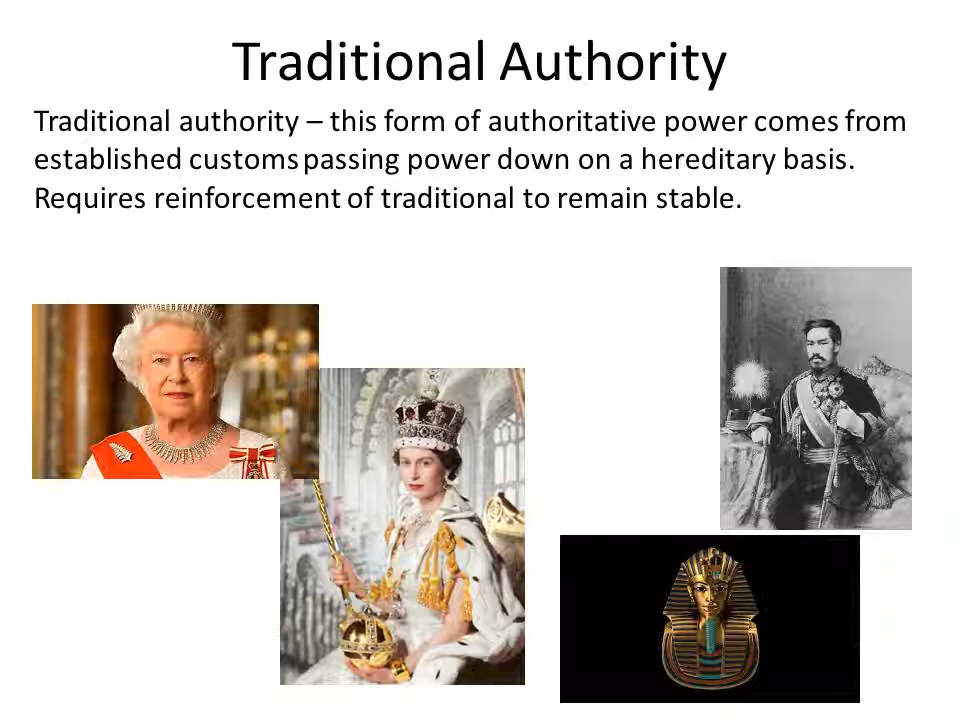 Traditional Authority
Traditional authority – this form of authoritative power comes from
established customs passing power down on a hereditary basis.
Requires reinforcement of traditional to remain stable.